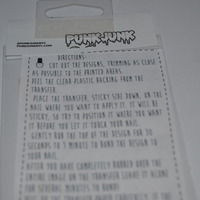 PUNKJUNK
DIRECTIONS:
CUT OUT THE DESIGNS, TRIMMING AS CLOSE
AS POSSIBLE TO THE PRINTED AREAS.
PEEL THE CLEAR PLASTIC BACKING FROM THE
TRANSFER.
PLACE THE TRANSFER, STICKY SIDE DOWN, ON THE
NAIL WHERE YOU WANT TO APPLY IT. IT WILL BE
STICKY, SO TRY TO POSITION IT WHERE YOU WANT
IT BEFORE YOU LET IT TOUCH YOUR NAIL.
GENTLY RUB THE TOP OF THE DESIGN FOR 30
SECONDS TO 1 MINUTE TO BOND THE DESIGN TO
YOUR NAIL.
AFTER YOU HAVE COMPLETELY RUBBED OVER THE
ENTIRE IMAGE ON THE TRANSFER LEAVE IT ALONE
FOR SEVERAL MINUTES TO BOND!